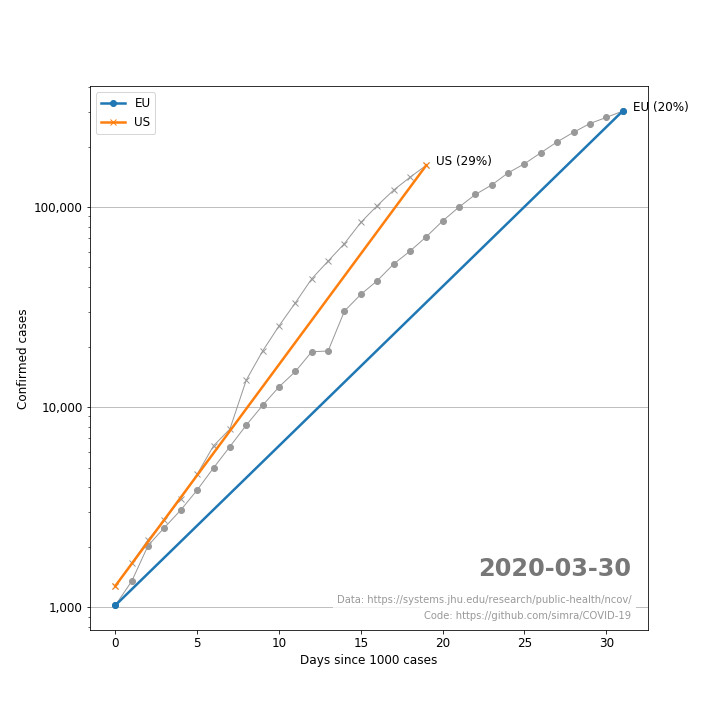 EU
US
EU (20%)
US (29%)
100,000
10,000
1,000
Confirmed cases
2020-03-30
Data: https://systems.jhu.edu/research/public-health/ncov/
Code: https://github.com/simra/COVID-19
0 5 10 15 20 25 30
Days since 1000 cases